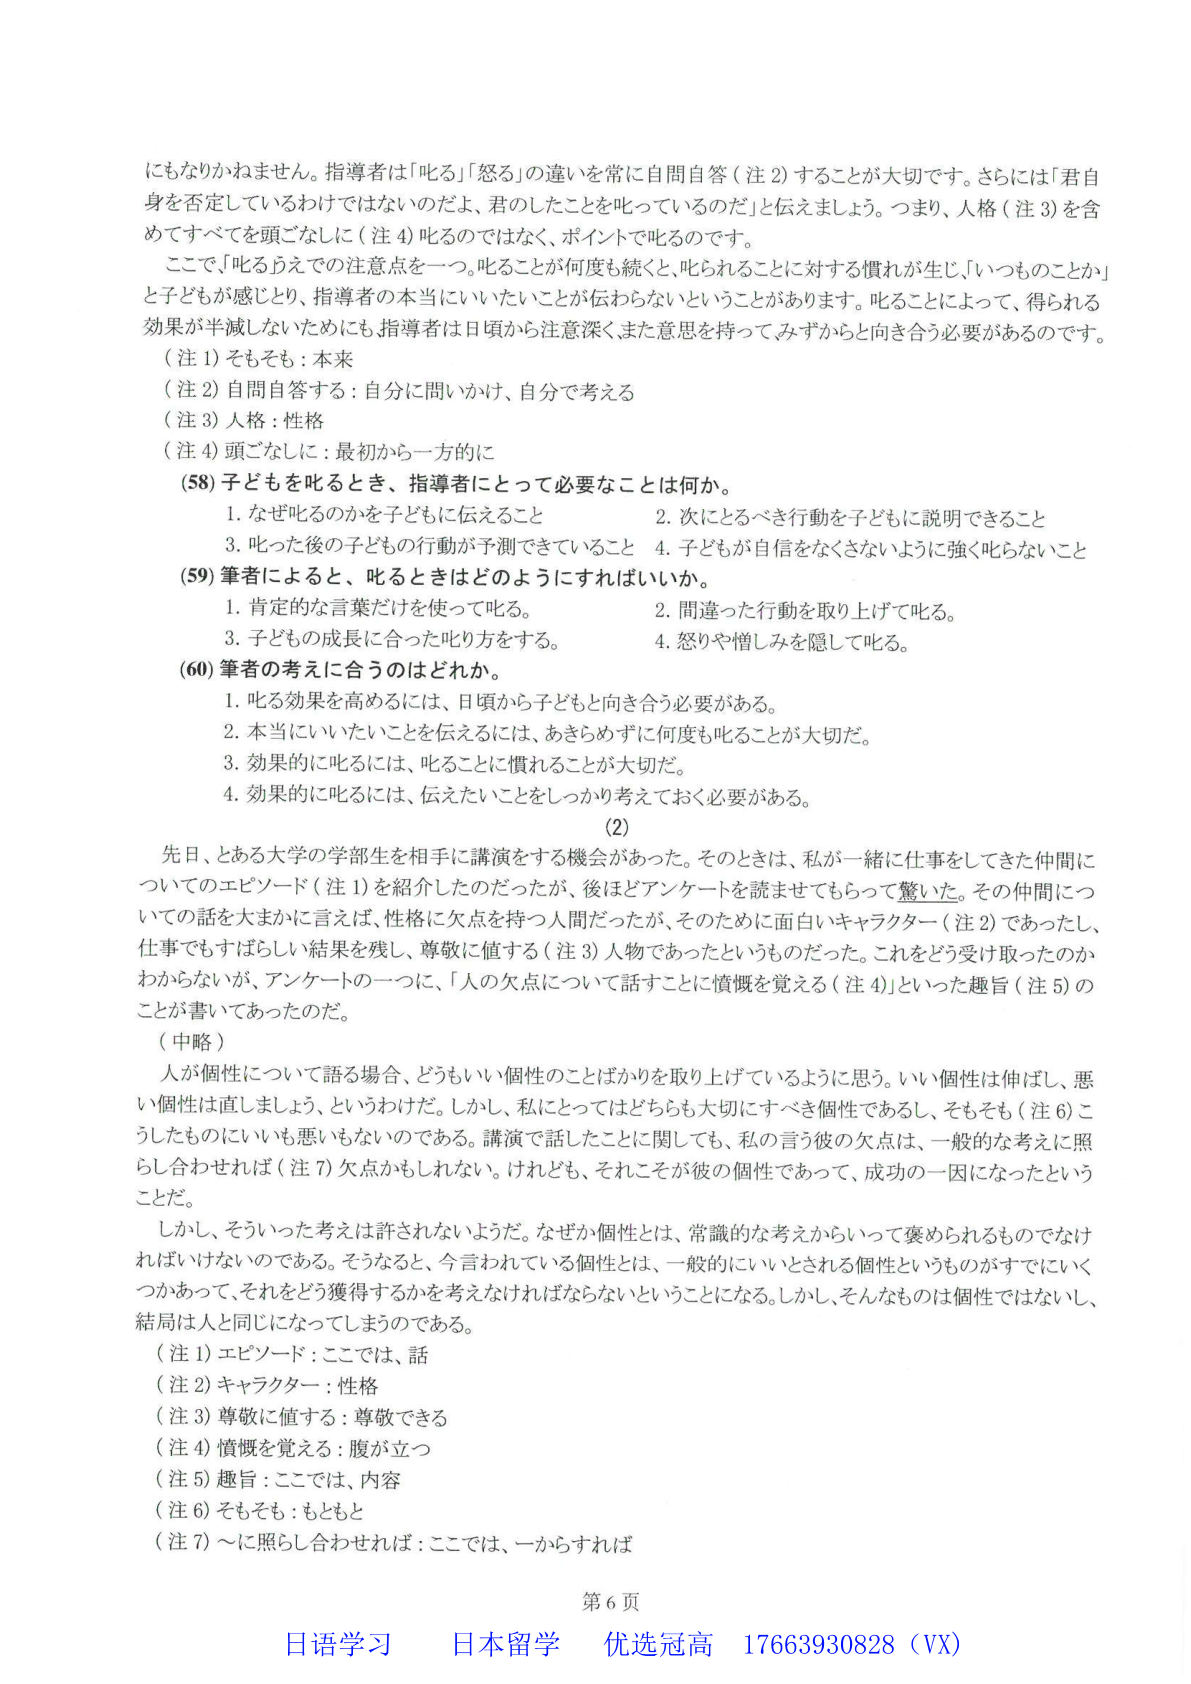 にもなりかねません。指導者は「叱る」「怒る」の違いを常に自問自答(注2)することが大切です。さらには「君自
身を否定しているわけではないのだよ、君のしたことを叱っているのだ」と伝えましょう。つまり、人格(注3)を含
めてすべてを頭ごなしに(注4)叱るのではなく、ポイントで叱るのです。
ここで、「叱る」うえでの注意点を一つ。叱ることが何度も続くと、叱られることに対する慣れが生じ、「いつものことか」
と子どもが感じとり、指導者の本当にいいたいことが伝わらないということがあります。叱ることによって、得られる
効果が半減しないためにも、指導者は日頃から注意深く、また意思を持って、みずからと向き合う必要があるのです。
(注1)そもそも:本来
(注2)自問自答する:自分に問いかけ、自分で考える
(注3)人格:性格
(注4)頭ごなしに:最初から一方的に
(58)子どもを叱るとき、指導者にとって必要なことは何か。
1. なぜ叱るのかを子どもに伝えること 2. 次にとるべき行動を子どもに説明できること
3. 叱った後の子どもの行動が予測できていること 4. 子どもが自信をなくさないように強く叱らないこと
(59)筆者によると、叱るときはどのようにすればいいか。
1. 肯定的な言葉だけを使って叱る。 2. 間違った行動を取り上げて叱る。
3. 子どもの成長に合った叱り方をする。 4. 怒りや憎しみを隠して叱る。
(60)筆者の考えに合うのはどれか。
1. 叱る効果を高めるには、日頃から子どもと向き合う必要がある。
2. 本当にいいたいことを伝えるには、あきらめずに何度も叱ることが大切だ。
3. 効果的に叱るには、叱ることに慣れることが大切だ。
4. 効果的に叱るには、伝えたいことをしっかり考えておく必要がある。
(2)
先日、とある大学の学部生を相手に講演をする機会があった。そのときは、私が一緒に仕事をしてきた仲間に
ついてのエピソード(注1)を紹介したのだったが、後ほどアンケートを読ませてもらって驚いた。その仲間につ
いての話を大まかに言えば、性格に欠点を持つ人間だったが、そのために面白いキャラクター(注2)であったし、
仕事でもすばらしい結果を残し、尊敬に値する(注3)人物であったというものだった。これをどう受け取ったのか
わからないが、アンケートの一つに、「人の欠点について話すことに憤慨を覚える(注4)」といった趣旨(注5)の
ことが書いてあったのだ。
(中略)
人が個性について語る場合、どうもいい個性のことばかりを取り上げているように思う。いい個性は伸ばし、悪
い個性は直しましょう、というわけだ。しかし、私にとってはどちらも大切にすべき個性であるし、そもそも(注6)こ
うしたものにいいも悪いもないのである。講演で話したことに関しても、私の言う彼の欠点は、一般的な考えに照
らし合わせれば(注7)欠点かもしれない。けれども、それこそが彼の個性であって、成功の一因になったという
ことだ。
しかし、そういった考えは許されないようだ。なぜか個性とは、常識的な考えからいって褒められるものでなけ
ればいけないのである。そうなると、今言われている個性とは、一般的にいいとされる個性というものがすでにいく
つかあって、それをどう獲得するかを考えなければならないということになる。しかし、そんなものは個性ではないし、
結局は人と同じになってしまうのである。
(注1)エピソード:ここでは、話
(注2)キャラクター:性格
(注3)尊敬に値する:尊敬できる
(注4)憤慨を覚える:腹が立つ
(注5)趣旨:ここでは、内容
(注6)そもそも:もともと
(注7)〜に照らし合わせれば:ここでは、一からすれば
第6页
日语学习 日本留学 优选冠高 17663930828(VX)